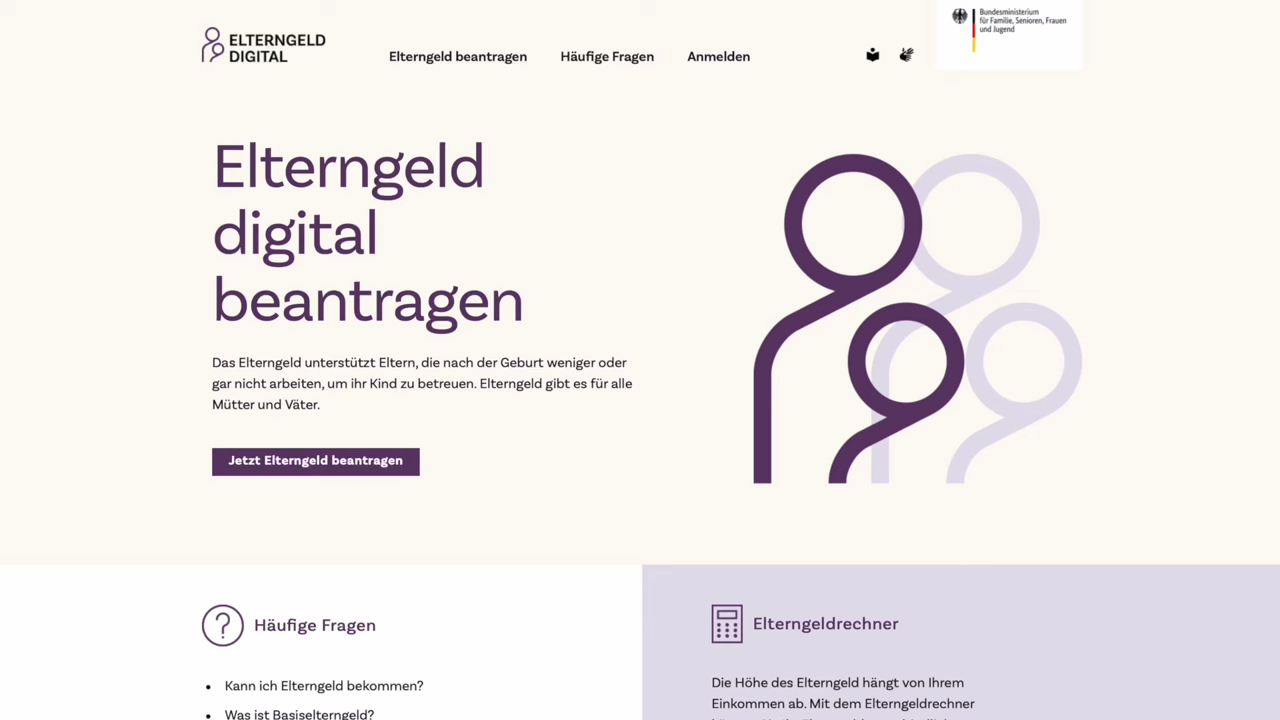 ELTERNGELD
DIGITAL
Elterngeld beantragen
Häufige Fragen
Anmelden
Bundesministerium
für Familie, Senioren, Frauen
und Jugend
Elterngeld
digital
beantragen
Das Elterngeld unterstützt Eltern, die nach der Geburt weniger oder
gar nicht arbeiten, um ihr Kind zu betreuen. Elterngeld gibt es für alle
Mütter und Väter.
Jetzt Elterngeld beantragen
Häufige Fragen
• Kann ich Elterngeld bekommen?
• Was ist Basiselterngeld?
Elterngeldrechner
Die Höhe des Elterngeld hängt von Ihrem
Einkommen ab. Mit dem Elterngeldrechner